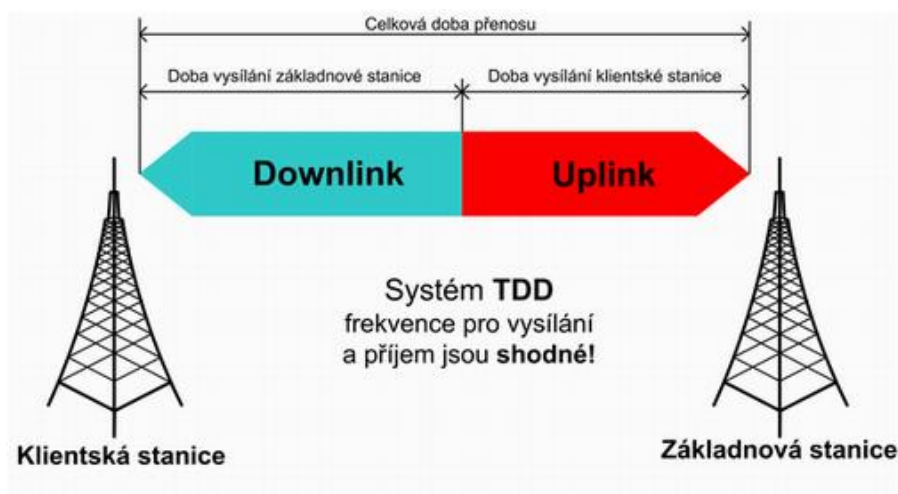 Celková doba přenosu
Doba vysílání základnové stanice
Doba vysílání klientské stanice
Downlink
Uplink
Systém TDD
frekvence pro vysílání
a příjem jsou shodné!
Klientská stanice
Základnová stanice